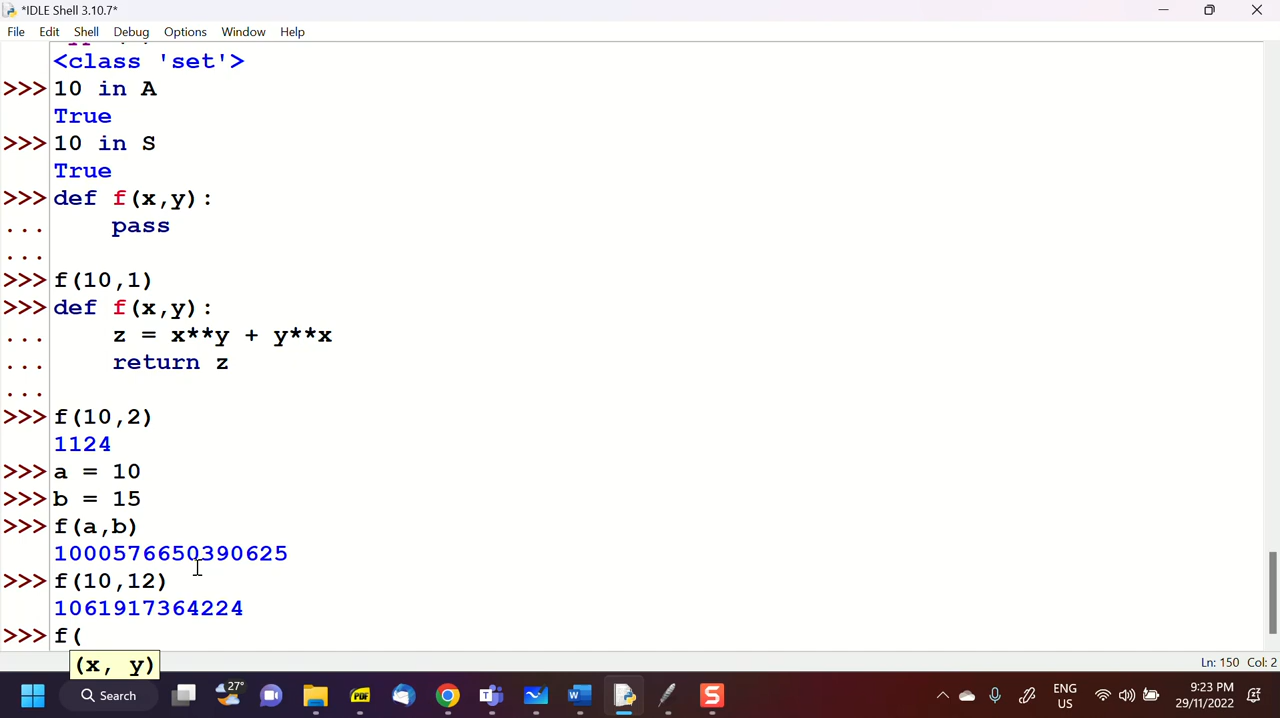 *IDLE Shell 3.10.7*
File Edit Shell Debug Options Window Help
<class 'set'>
>>> 10 in A
True
>>> 10 in S
True
>>> def f(x,y):
...     pass
...
>>> f(10,1)
>>> def f(x,y):
...     z = x**y + y**x
...     return z
...
>>> f(10,2)
1124
>>> a = 10
>>> b = 15
>>> f(a,b)
1000576650390625
>>> f(10,12)
1061917364224
>>> f(
(x, y)
Ln: 150 Col: 2
27°
Search
PDF
W
S
ENG
US
9:23 PM
29/11/2022